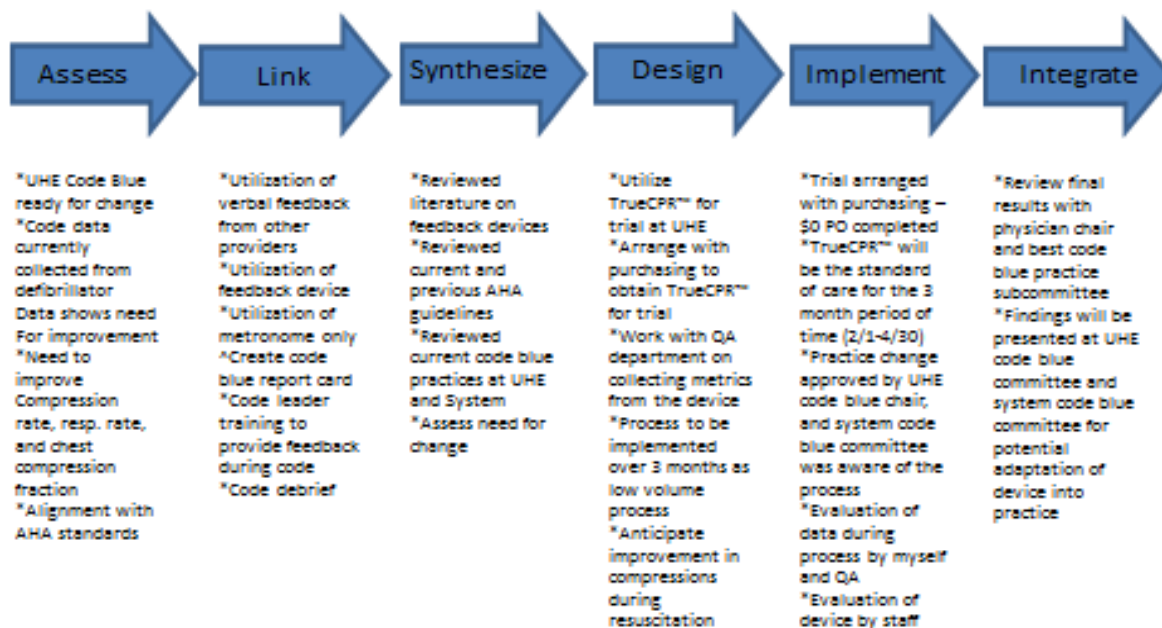 Assess
Link
Synthesize
Design
Implement
Integrate
*UHE Code Blue
ready for change
*Code data
currently
collected from
defibrillator
Data shows need
For improvement
*Need to
improve
Compression
rate, resp. rate,
and chest
compression
fraction
*Alignment with
AHA standards
*Utilization of
verbal feedback
from other
providers
*Utilization of
feedback device
*Utilization of
metronome only
^Create code
blue report card
*Code leader
training to
provide feedback
during code
*Code debrief
*Reviewed
literature on
feedback devices
*Reviewed
current and
previous AHA
guidelines
*Reviewed
current code blue
practices at UHE
and System
*Assess need for
change
*Utilize
TrueCPR™ for
trial at UHE
*Arrange with
purchasing to
obtain TrueCPR™
for trial
*Work with QA
department on
collecting metrics
from the device
*Process to be
implemented
over 3 months as
low volume
process
*Anticipate
improvement in
compressions
during
resuscitation
*Trial arranged
with purchasing –
$0 PO completed
*TrueCPR™ will
be the standard
of care for the 3
month period of
time (2/1-4/30)
*Practice change
approved by UHE
code blue chair,
and system code
blue committee
was aware of the
process
*Evaluation of
data during
process by myself
and QA
*Evaluation of
device by staff
*Review final
results with
physician chair
and best code
blue practice
subcommittee
*Findings will be
presented at UHE
code blue
committee and
system code blue
committee for
potential
adaptation of
device into
practice